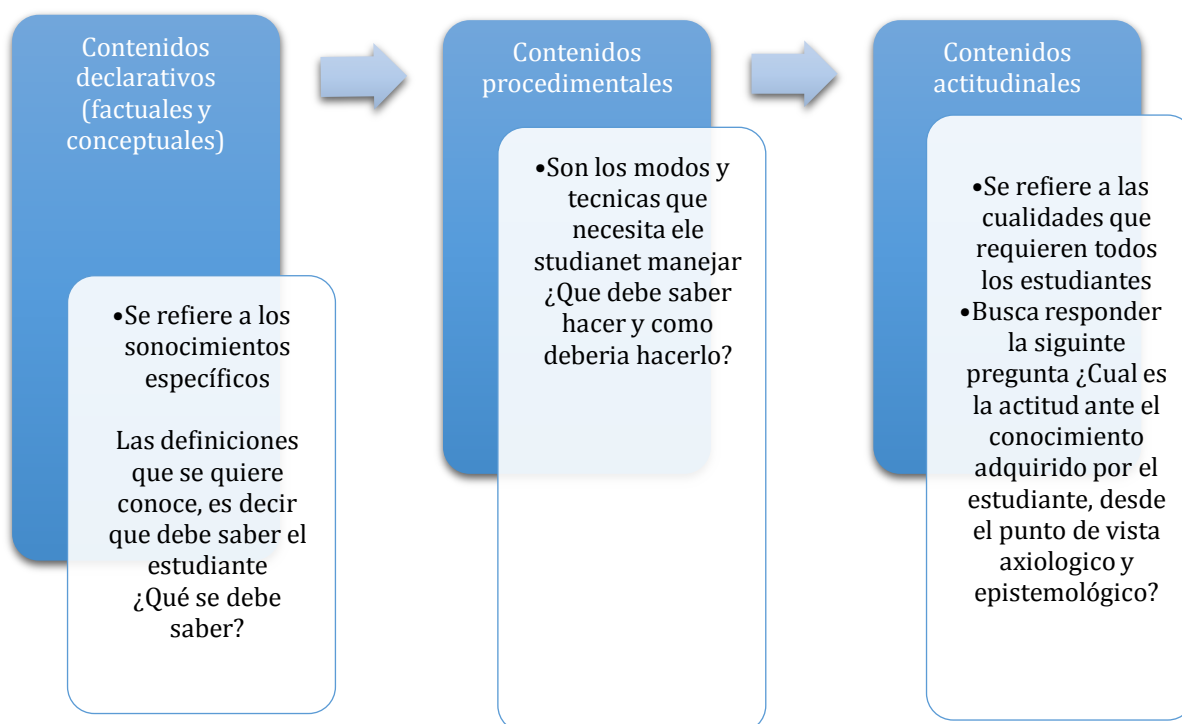 Contenidos
declarativos
(factuales y
conceptuales)
•Se refiere a los
sonocimientos
específicos
Las definiciones
que se quiere
conoce, es decir
que debe saber el
estudiante
¿Qué se debe
saber?
Contenidos
procedimentales
•Son los modos y
tecnicas que
necesita ele
studianet manejar
¿Que debe saber
hacer y como
deberia hacerlo?
Contenidos
actitudinales
•Se refiere a las
cualidades que
requieren todos
los estudiantes
•Busca responder
la siguinte
pregunta ¿Cual es
la actitud ante el
conocimiento
adquirido por el
estudiante, desde
el punto de vista
axiologico y
epistemológico?